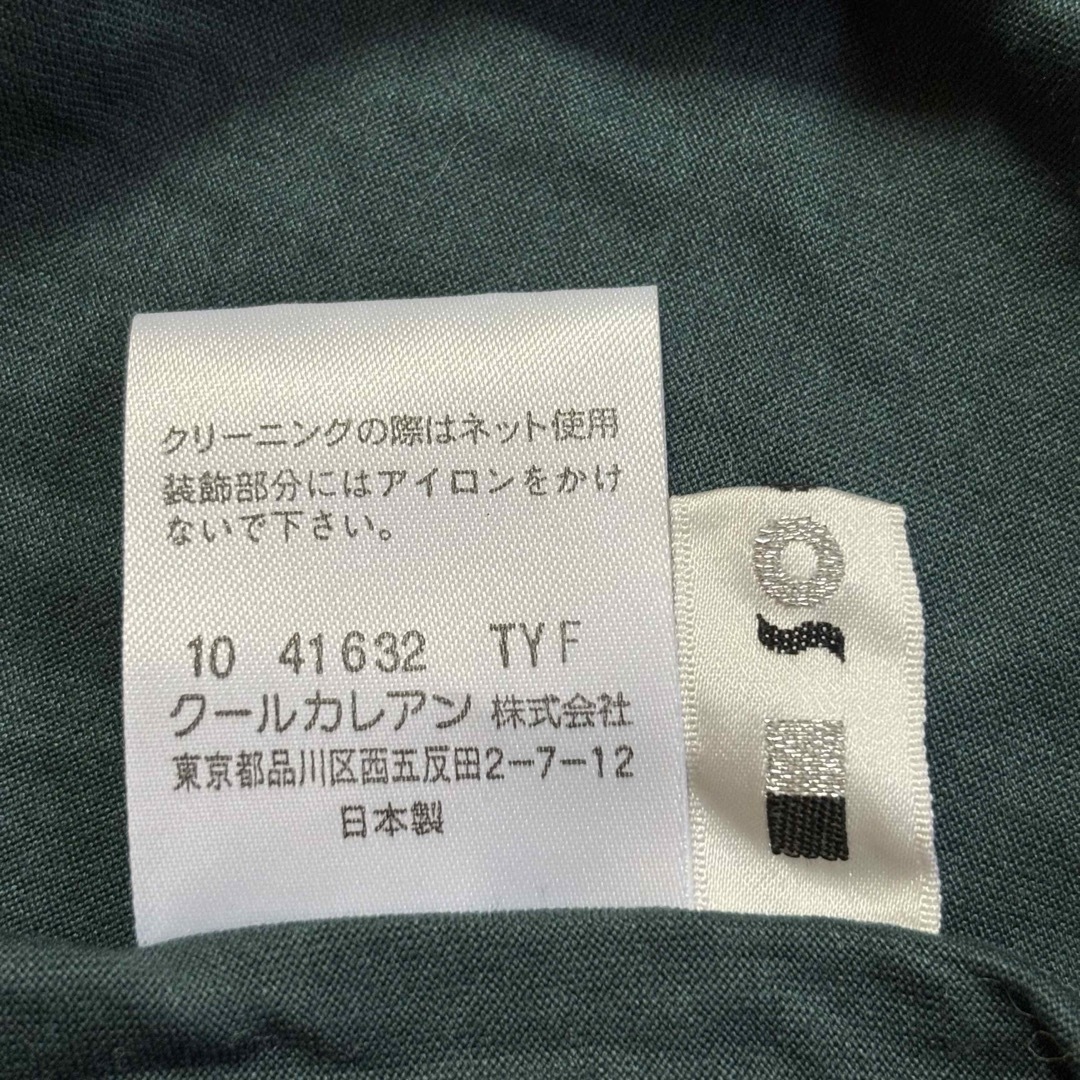 クリーニングの際はネット使用
装飾部分にはアイロンをかけ
ないで下さい。
10 41632 TYF
クールカレアン 株式会社
東京都品川区西五反田2-7-12
日本製
SO